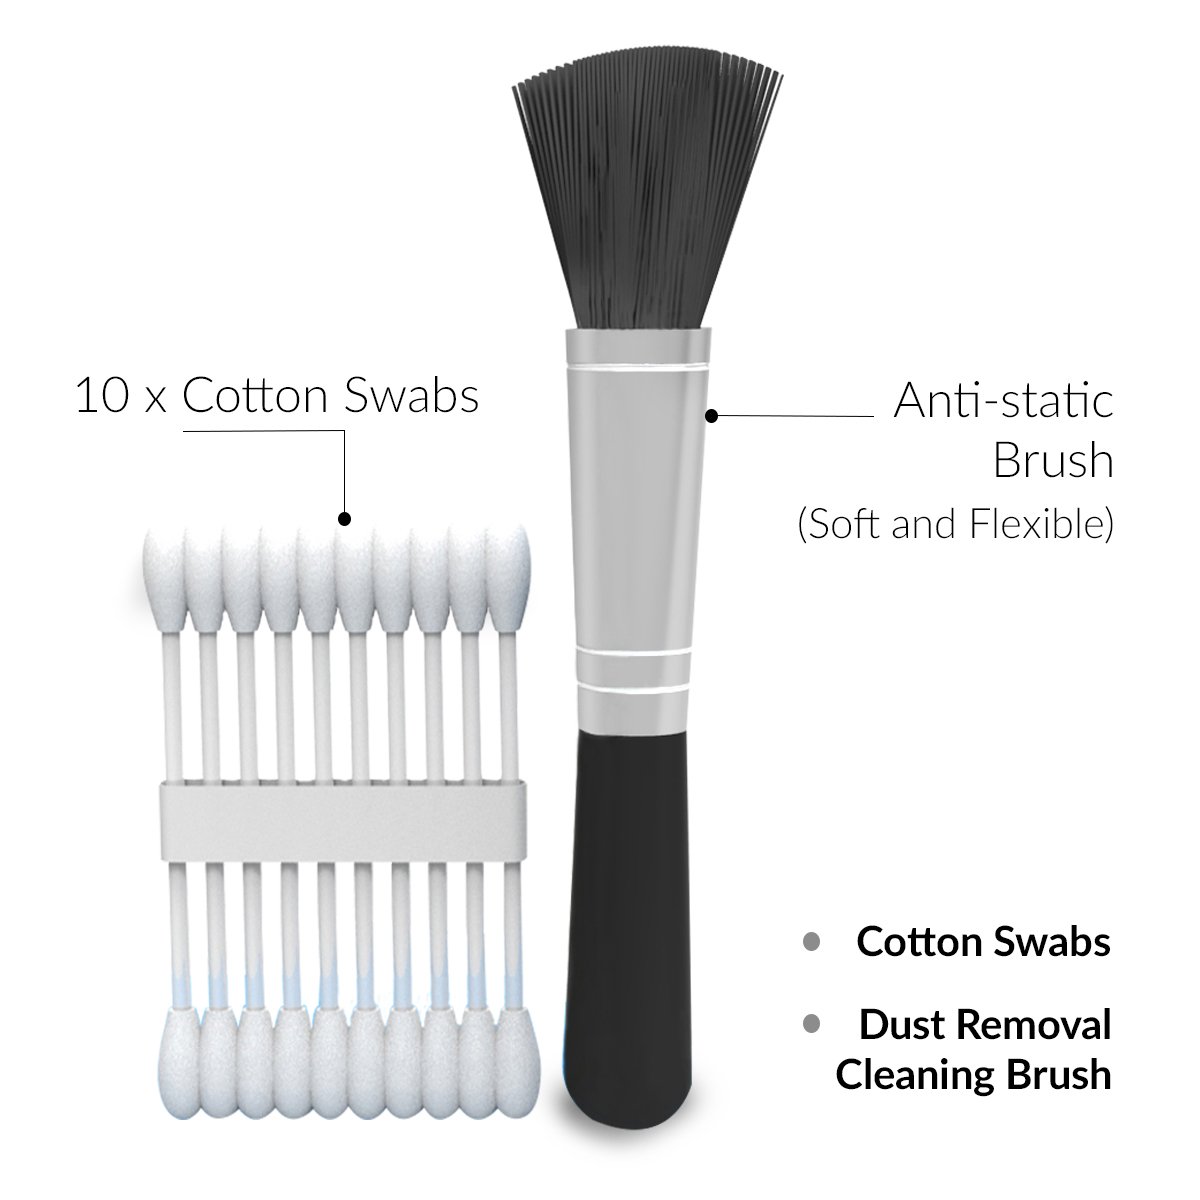 10 x Cotton Swabs
Anti-static
Brush
(Soft and Flexible)
• Cotton Swabs
• Dust Removal
Cleaning Brush